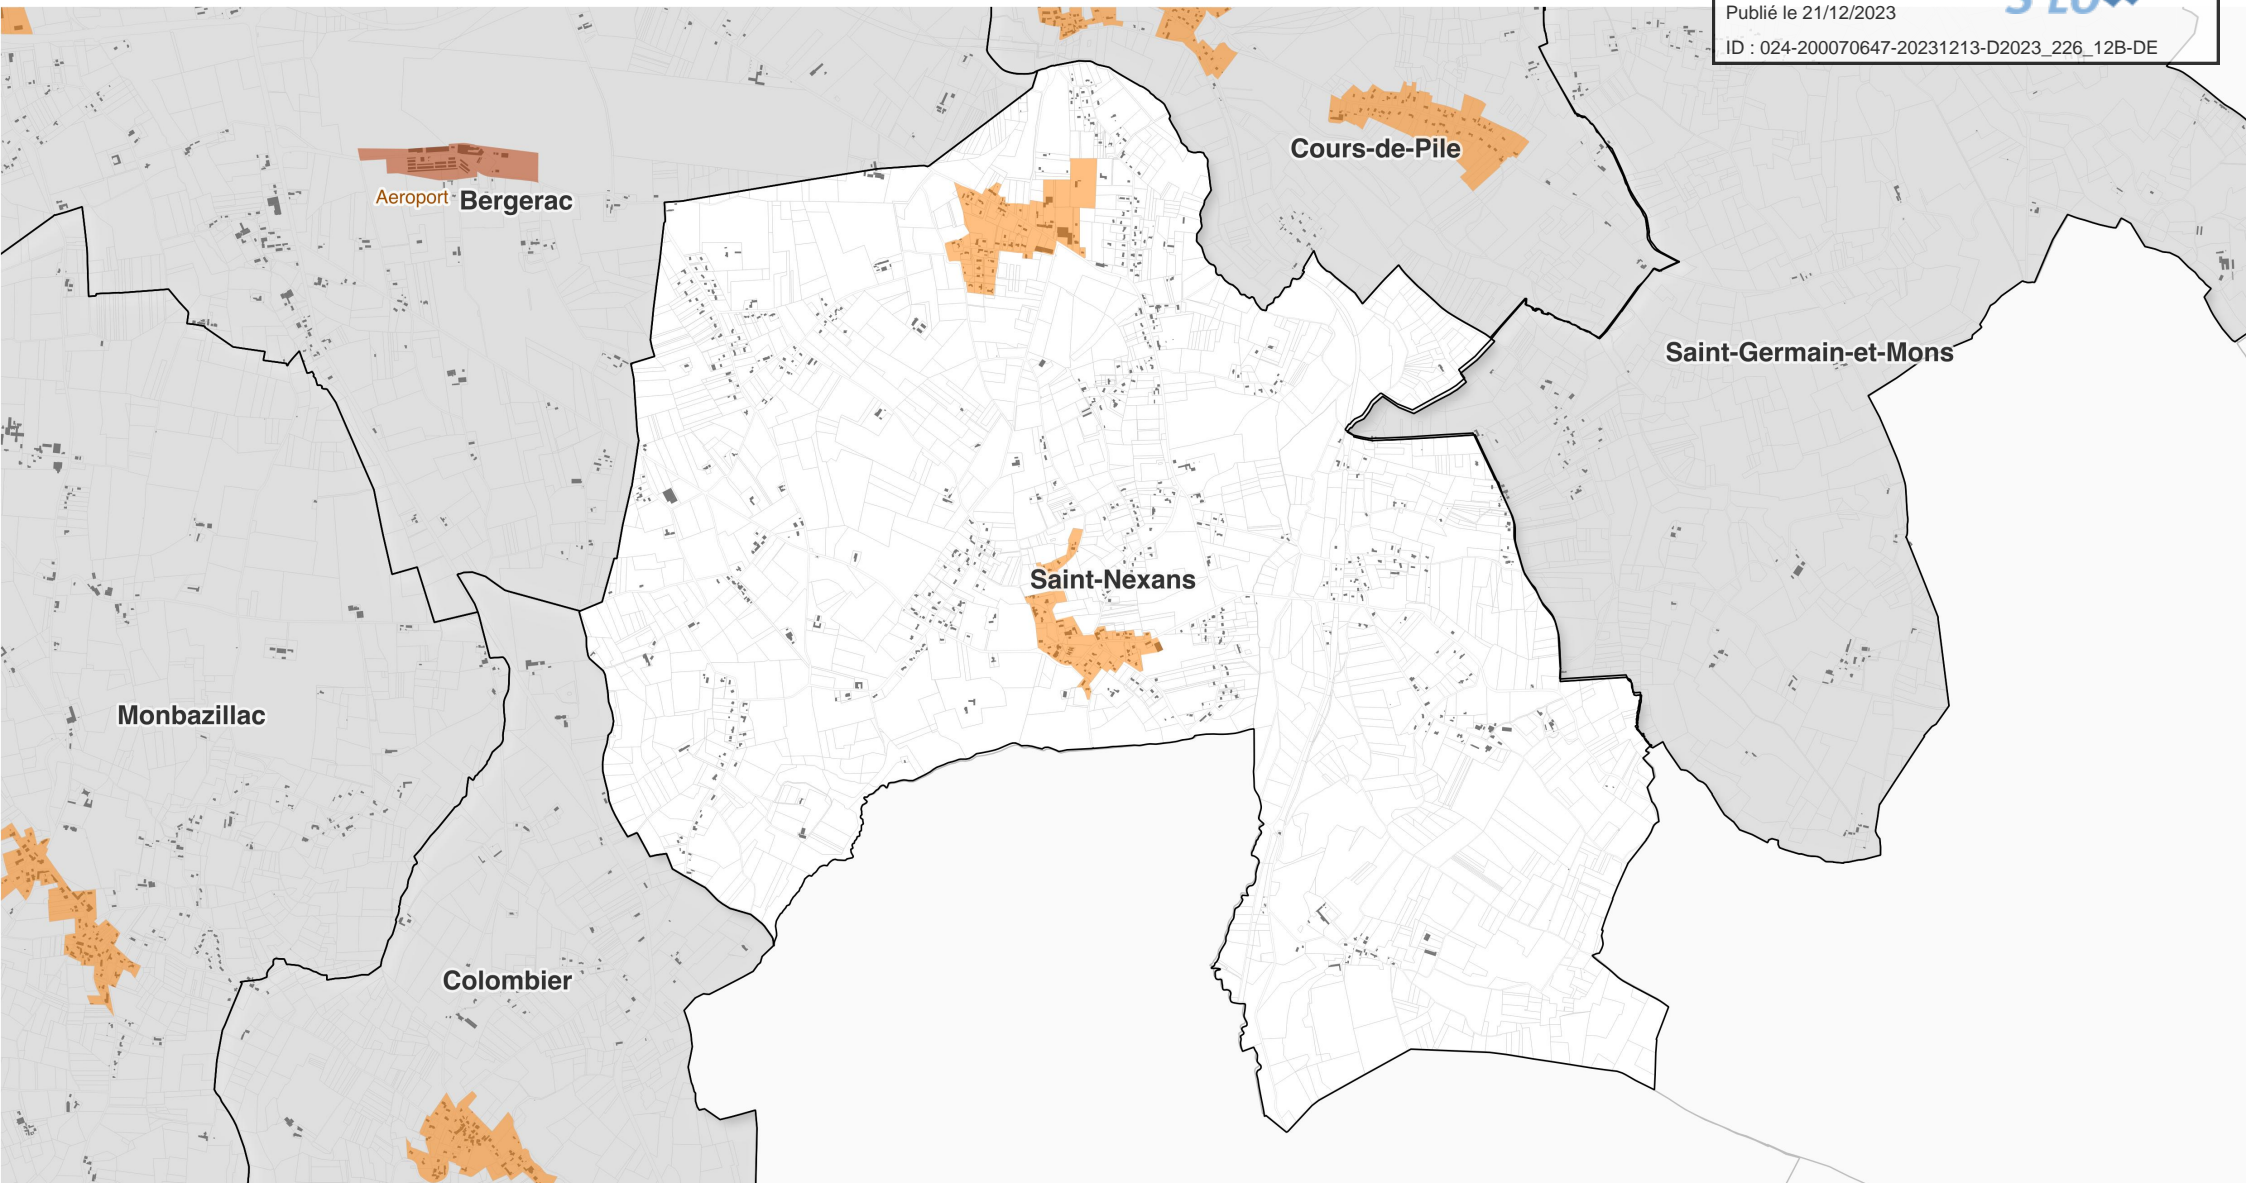 Publié le 21/12/2023
ID : 024-200070647-20231213-D2023_226_12B-DE
Cours-de-Pile
Aeroport
Bergerac
Saint-Germain-et-Mons
Saint-Nexans
Monbazillac
Colombier